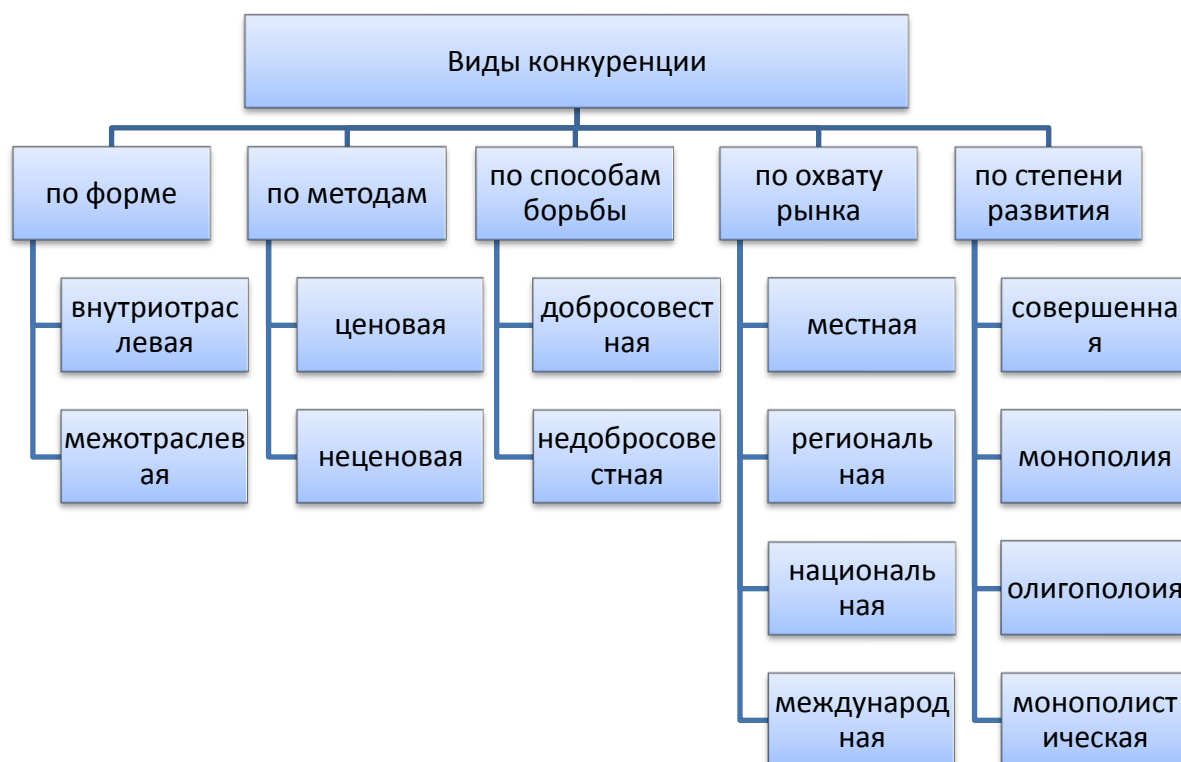 Виды конкуренции
по форме
внутриотрас
левая
межотраслев
ая
по методам
ценовая
неценовая
по способам
борьбы
добросовест
ная
недобросове
стная
по охвату
рынка
местная
региональ
ная
националь
ная
международ
ная
по степени
развития
совершенна
я
монополия
олигополоия
монополист
ическая